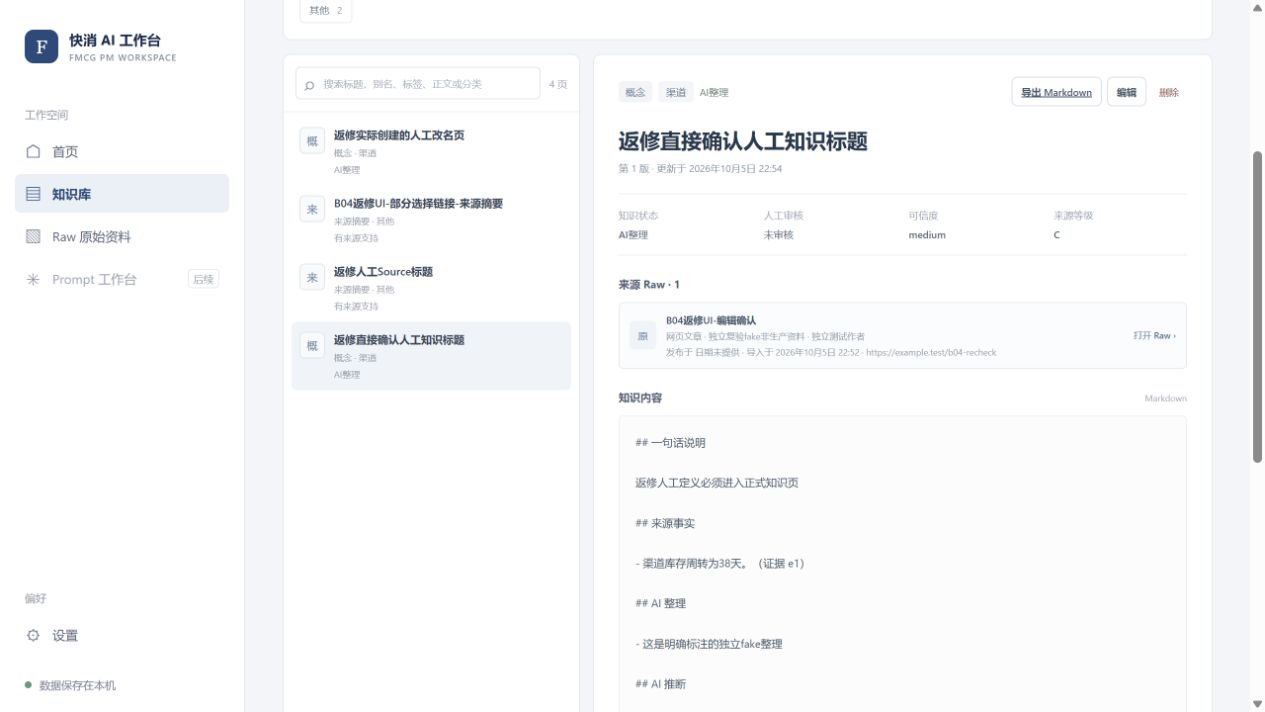 F
快消 AI 工作台
FMCG PM WORKSPACE
工作空间
首页
知识库
Raw 原始资料
Prompt 工作台 后续
偏好
设置
数据保存在本机
其他 2
搜索标题、别名、标签、正文或分类 4 页
概
返修实际创建的人工改名页
概念 · 渠道
AI整理
来
B04返修UI-部分选择链接-来源摘要
来源摘要 · 其他
有来源支持
来
返修人工Source标题
来源摘要 · 其他
有来源支持
概
返修直接确认人工知识标题
概念 · 渠道
AI整理
概念 渠道 AI整理 导出 Markdown 编辑 删除
返修直接确认人工知识标题
第 1 版 · 更新于 2026年10月5日 22:54
知识状态 人工审核 可信度 来源等级
AI整理 未审核 medium C
来源 Raw · 1
原
B04返修UI-编辑确认
网页文章 · 独立复验fake非生产资料 · 独立测试作者
发布于 日期未提供 · 导入于 2026年10月5日 22:52 · https://example.test/b04-recheck
打开 Raw ›
知识内容 Markdown
## 一句话说明
返修人工定义必须进入正式知识页
## 来源事实
- 渠道库存周转为38天。（证据 e1）
## AI 整理
- 这是明确标注的独立fake整理
## AI 推断